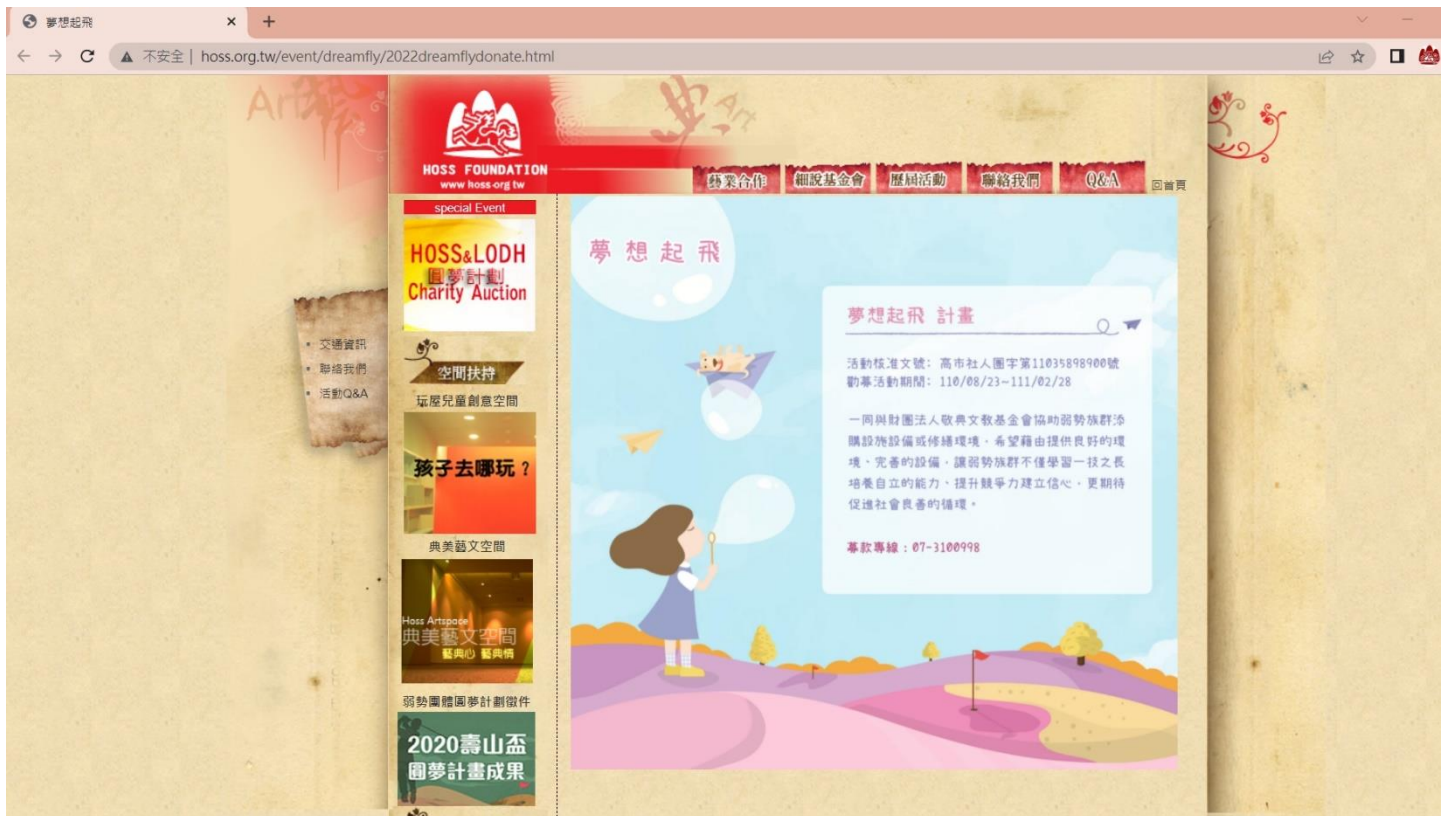 夢想起飛
不安全 | hoss.org.tw/event/dreamfly/2022dreamflydonate.html
Art
典 Art
HOSS FOUNDATION
www hoss org tw
藝業合作 細說基金會 歷屆活動 聯絡我們 Q&A 回首頁
special Event
HOSS&LODH
圓夢計劃
Charity Auction
交通資訊
聯絡我們
活動Q&A
空間扶持
玩屋兒童創意空間
孩子去哪玩?
典美藝文空間
Hoss Artspace
典美藝文空間
藝典心 藝典情
弱勢團體圓夢計劃徵件
2020壽山盃
圓夢計畫成果
夢想起飛
夢想起飛 計畫
活動核准文號: 高市社人團字第11035898900號
勸募活動期間: 110/08/23~111/02/28
一同與財團法人敬典文教基金會協助弱勢族群添
購設施設備或修繕環境，希望藉由提供良好的環
境、完善的設備，讓弱勢族群不僅學習一技之長
培養自立的能力、提升競爭力建立信心，更期待
促進社會良善的循環。
募款專線：07-3100998